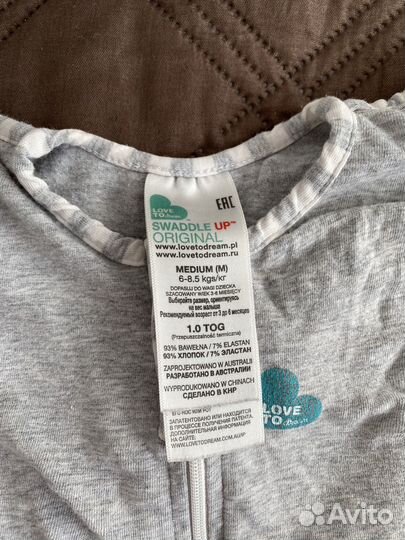 LOVE
TO dream
EAC
SWADDLE UP™
ORIGINAL
www.lovetodream.pl
www.lovetodream.ru
MEDIUM (M)
6-8.5 kgs/кг
DOPASUJ DO WAGI DZIECKA
SZACOWANY WIEK 3-6 MIESIĘCY
Выбирайте размер, ориентируясь
на вес малыша
Рекомендуемый возраст от 3 до 6 месяцев
1.0 TOG
(Przepuszczalność termiczna)
93% BAWEŁNA / 7% ELASTAN
93% ХЛОПОК / 7% ЭЛАСТАН
ZAPROJEKTOWANO W AUSTRALII
РАЗРАБОТАНО В АВСТРАЛИИ
WYPRODUKOWANO W CHINACH
СДЕЛАНО В КНР
ЗАПАТЕНТОВАНО ИЛИ НАХОДИТСЯ
В ПРОЦЕССЕ ПОЛУЧЕНИЯ ПАТЕНТА.
НА САЙТЕ:
WWW.LOVETODREAM.COM.AU/IP
LOVE
TO dream
Avito